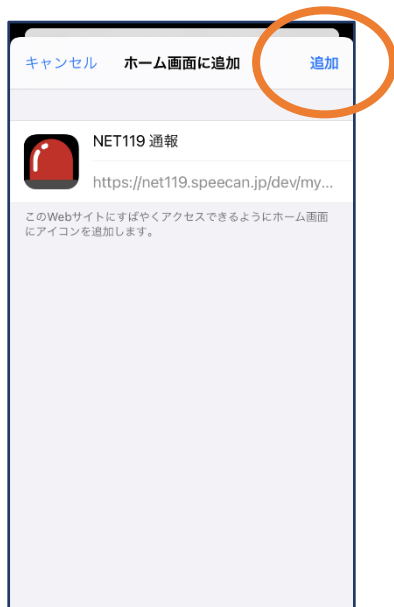 キャンセル ホーム画面に追加 追加
NET119 通報
https://net119.speecan.jp/dev/my...
このWebサイトにすばやくアクセスできるようにホーム画面
にアイコンを追加します。